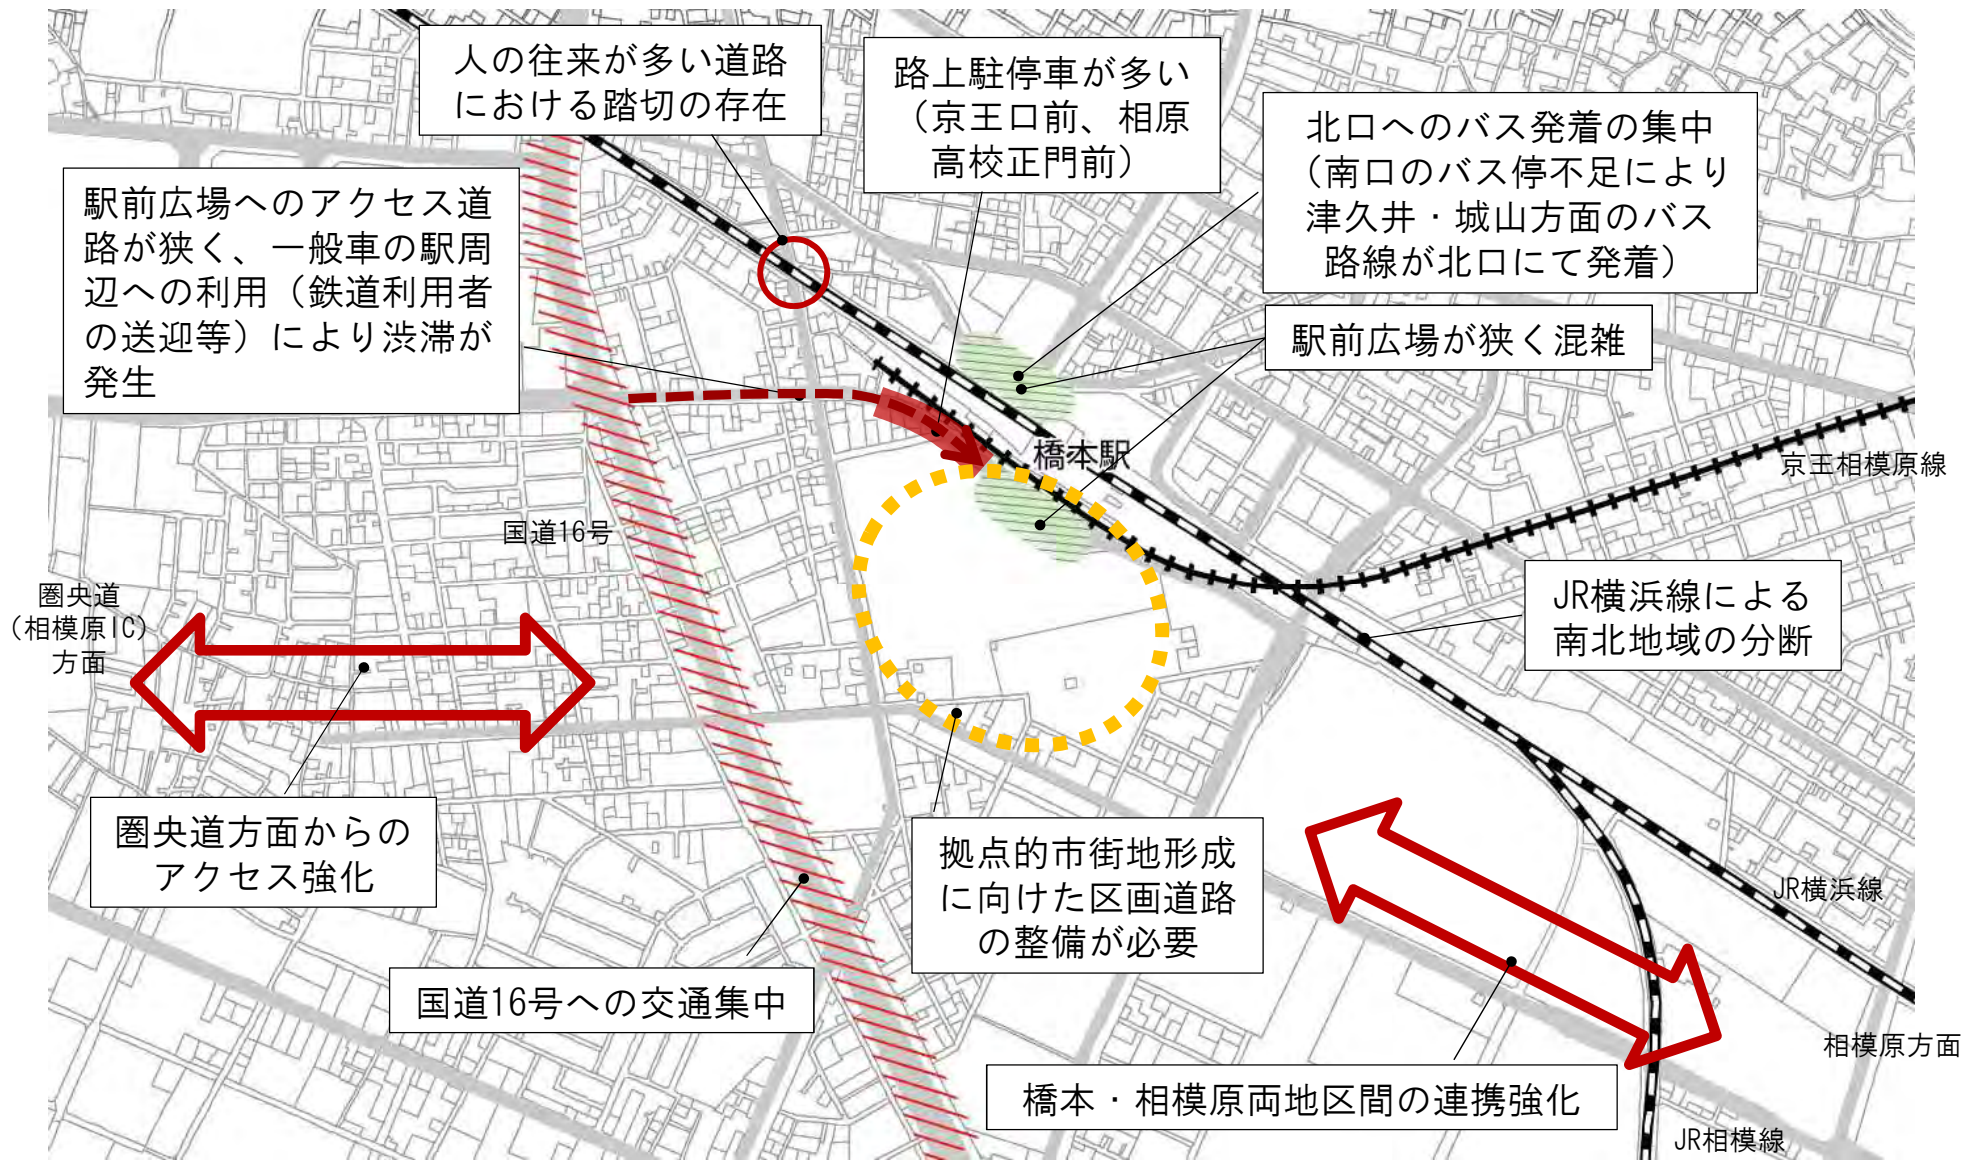 人の往来が多い道路
における踏切の存在
路上駐停車が多い
（京王口前、相原
高校正門前）
北口へのバス発着の集中
（南口のバス停不足により
津久井・城山方面のバス
路線が北口にて発着）
駅前広場へのアクセス道
路が狭く、一般車の駅周
辺への利用（鉄道利用者
の送迎等）により渋滞が
発生
駅前広場が狭く混雑
橋本駅
京王相模原線
国道16号
圏央道
（相模原IC）
方面
JR横浜線による
南北地域の分断
圏央道方面からの
アクセス強化
拠点的市街地形成
に向けた区画道路
の整備が必要
JR横浜線
国道16号への交通集中
相模原方面
橋本・相模原両地区間の連携強化
JR相模線